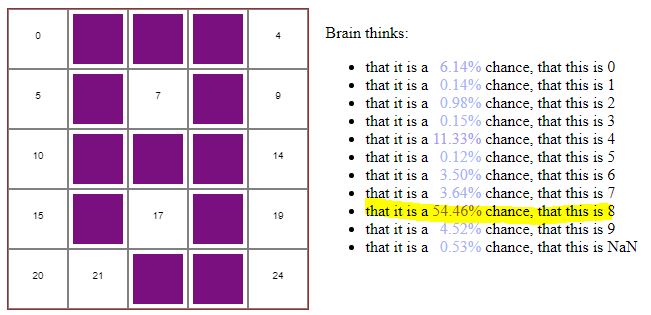 0 4
5 7 9
10 14
15 17 19
20 21 24
Brain thinks:
that it is a 6.14% chance, that this is 0
that it is a 0.14% chance, that this is 1
that it is a 0.98% chance, that this is 2
that it is a 0.15% chance, that this is 3
that it is a 11.33% chance, that this is 4
that it is a 0.12% chance, that this is 5
that it is a 3.50% chance, that this is 6
that it is a 3.64% chance, that this is 7
that it is a 54.46% chance, that this is 8
that it is a 4.52% chance, that this is 9
that it is a 0.53% chance, that this is NaN